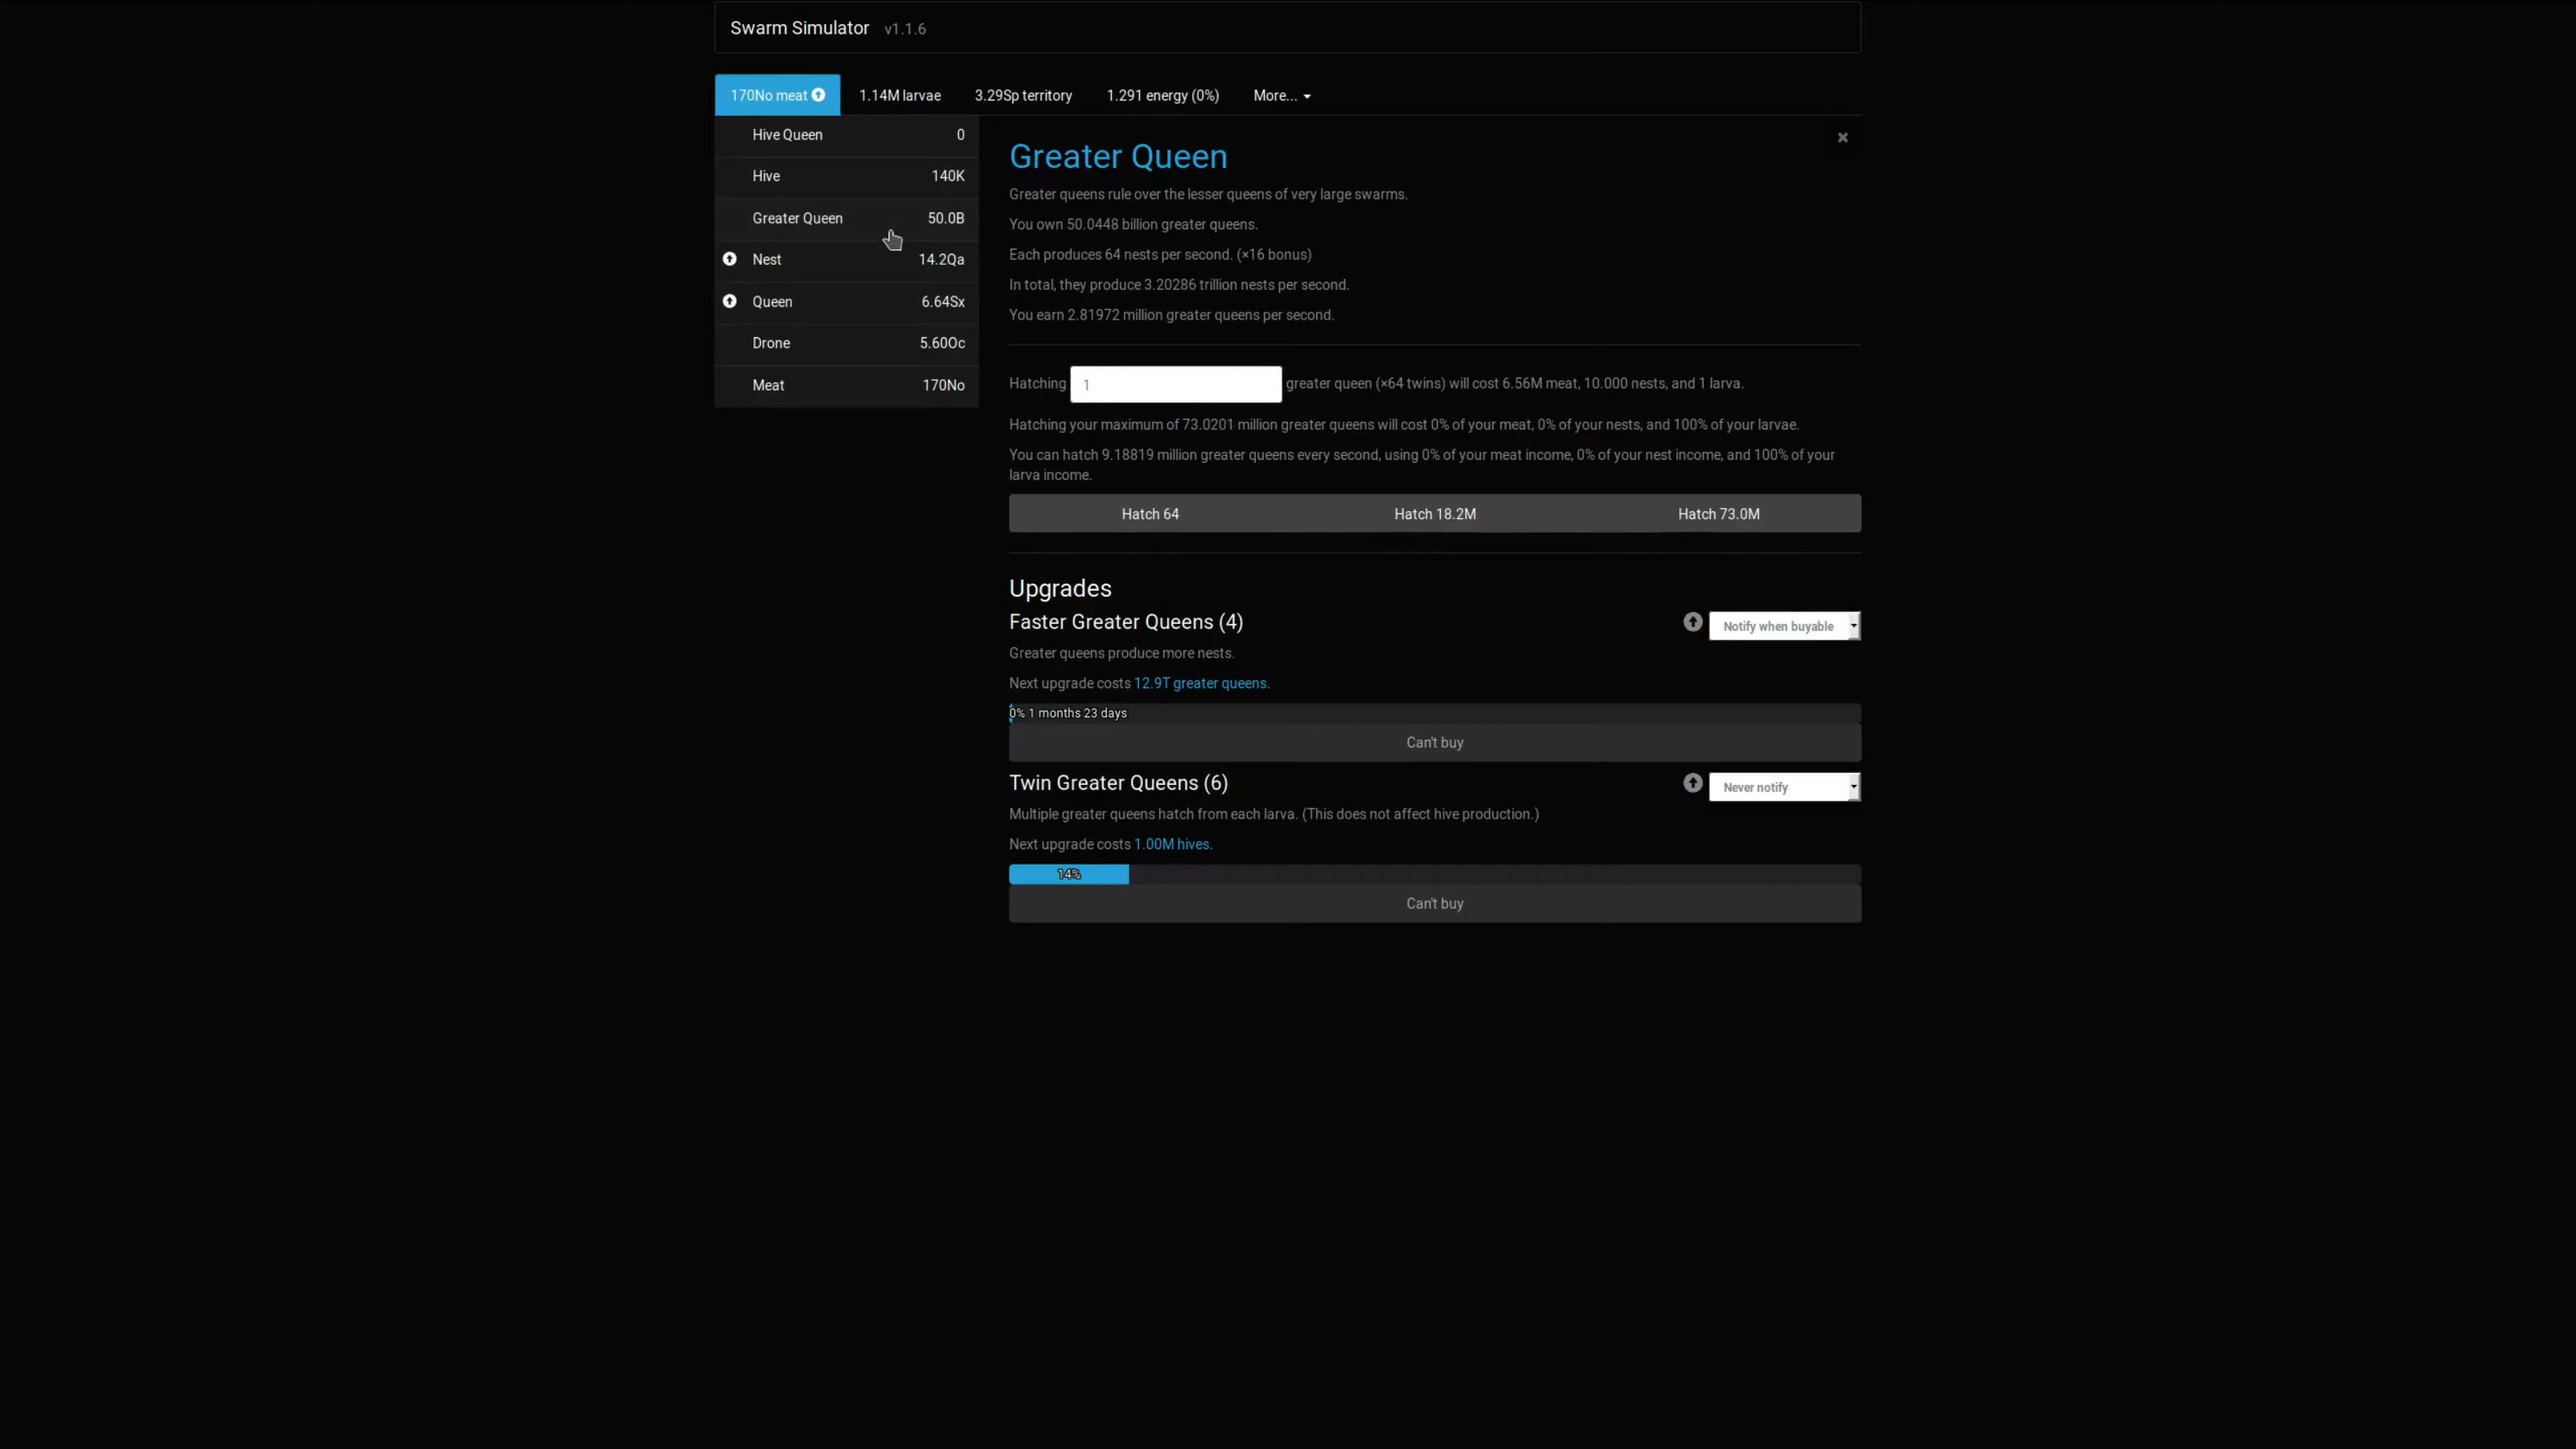 Swarm Simulator v1.1.6
170No meat 1.14M larvae 3.29Sp territory 1.291 energy (0%) More...
Hive Queen 0
Hive 140K
Greater Queen 50.0B
Nest 14.2Qa
Queen 6.64Sx
Drone 5.60Oc
Meat 170No
Greater Queen
Greater queens rule over the lesser queens of very large swarms.
You own 50.0448 billion greater queens.
Each produces 64 nests per second. (×16 bonus)
In total, they produce 3.20286 trillion nests per second.
You earn 2.81972 million greater queens per second.
Hatching 1 greater queen (×64 twins) will cost 6.56M meat, 10.000 nests, and 1 larva.
Hatching your maximum of 73.0201 million greater queens will cost 0% of your meat, 0% of your nests, and 100% of your larvae.
You can hatch 9.18819 million greater queens every second, using 0% of your meat income, 0% of your nest income, and 100% of your
larva income.
Hatch 64 Hatch 18.2M Hatch 73.0M
Upgrades
Faster Greater Queens (4) Notify when buyable
Greater queens produce more nests.
Next upgrade costs 12.9T greater queens.
0% 1 months 23 days
Can't buy
Twin Greater Queens (6) Never notify
Multiple greater queens hatch from each larva. (This does not affect hive production.)
Next upgrade costs 1.00M hives.
14%
Can't buy